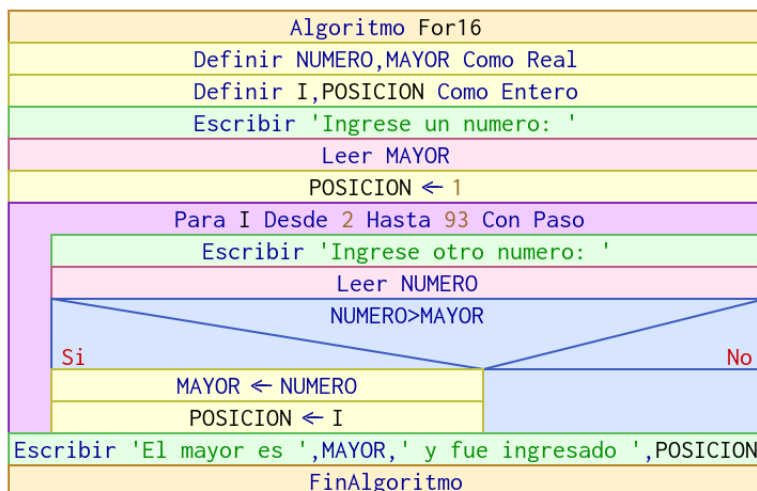 Algoritmo For16
Definir NUMERO,MAYOR Como Real
Definir I,POSICION Como Entero
Escribir 'Ingrese un numero: '
Leer MAYOR
POSICION ← 1
Para I Desde 2 Hasta 93 Con Paso
Escribir 'Ingrese otro numero: '
Leer NUMERO
NUMERO>MAYOR
Si No
MAYOR ← NUMERO
POSICION ← I
Escribir 'El mayor es ',MAYOR,' y fue ingresado ',POSICION
FinAlgoritmo